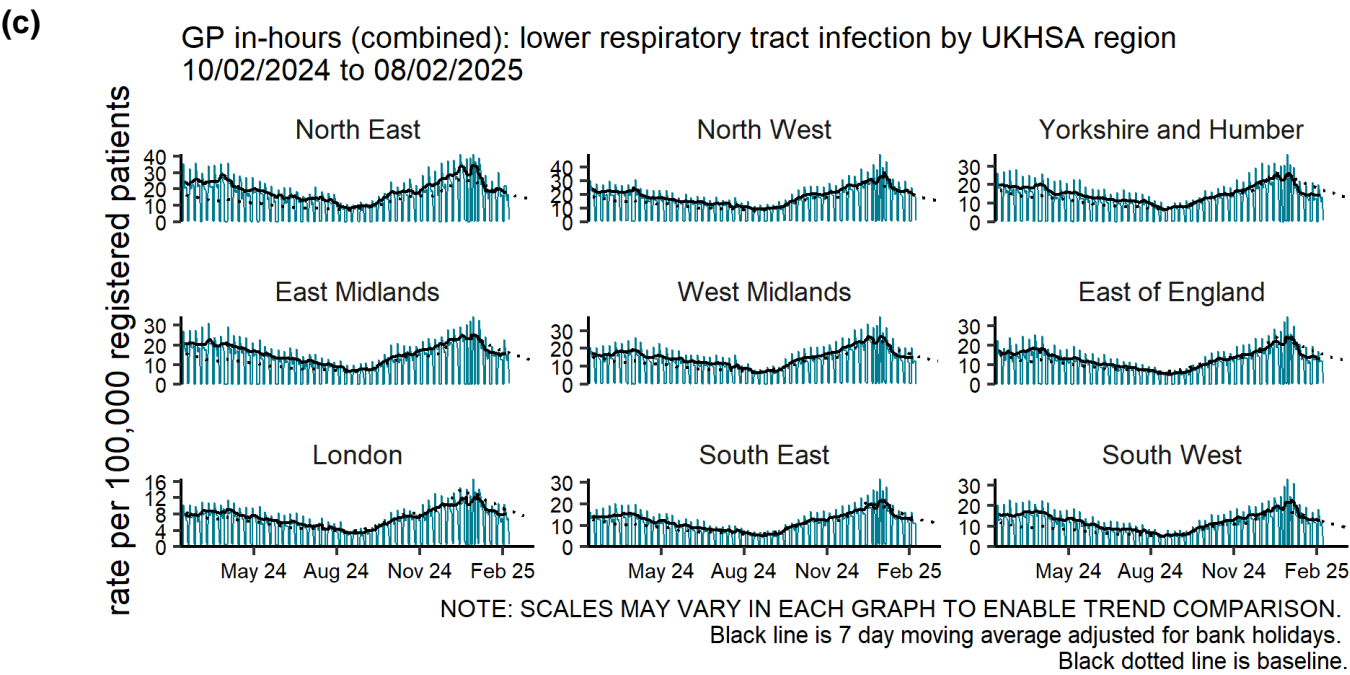 (c)
GP in-hours (combined): lower respiratory tract infection by UKHSA region
10/02/2024 to 08/02/2025
rate per 100,000 registered patients
North East
40
30
20
10
0
North West
40
30
20
10
0
Yorkshire and Humber
30
20
10
0
East Midlands
30
20
10
0
West Midlands
30
20
10
0
East of England
30
20
10
0
London
16
12
8
4
0
May 24 Aug 24 Nov 24 Feb 25
South East
30
20
10
0
May 24 Aug 24 Nov 24 Feb 25
South West
30
20
10
0
May 24 Aug 24 Nov 24 Feb 25
NOTE: SCALES MAY VARY IN EACH GRAPH TO ENABLE TREND COMPARISON.
Black line is 7 day moving average adjusted for bank holidays.
Black dotted line is baseline.